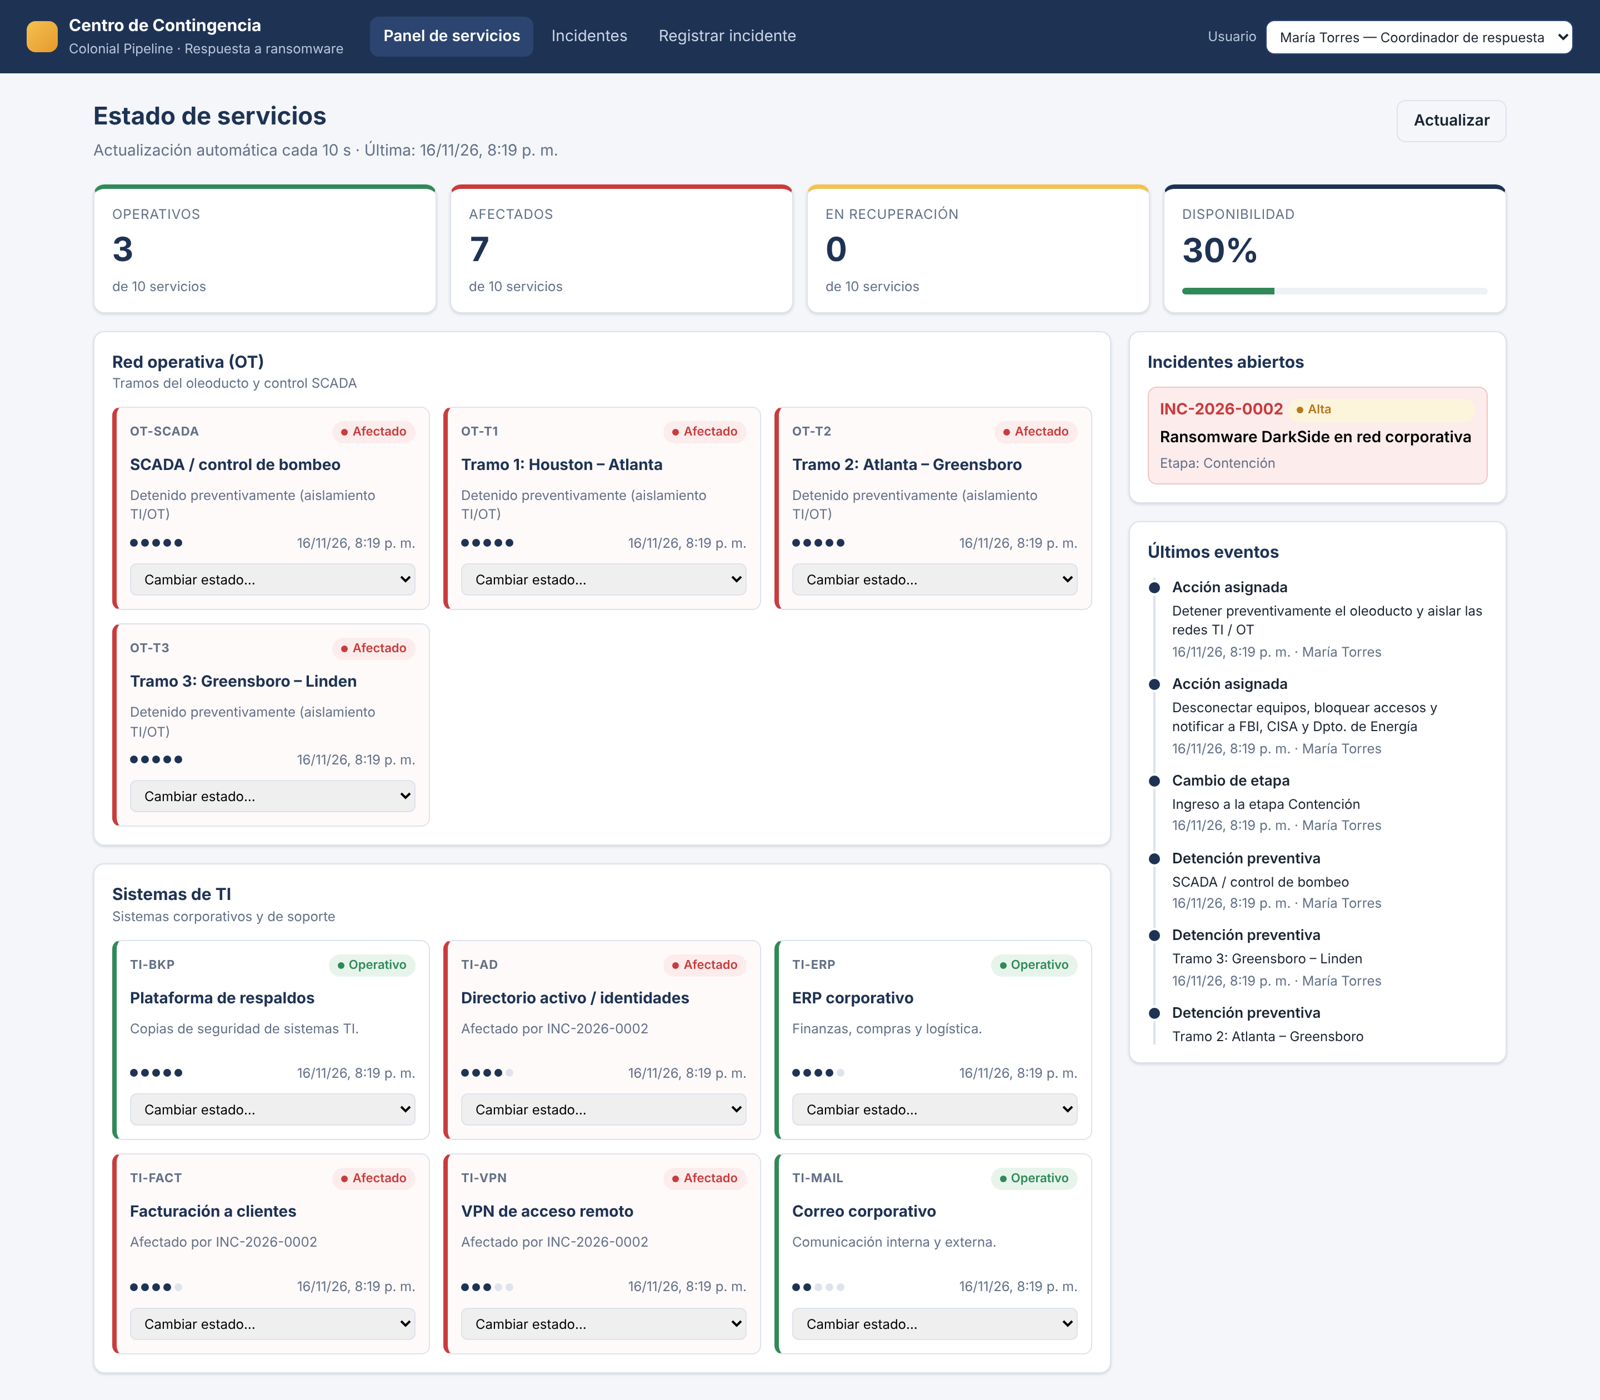 Centro de Contingencia
Colonial Pipeline · Respuesta a ransomware
Panel de servicios
Incidentes
Registrar incidente
Usuario
María Torres — Coordinador de respuesta
Estado de servicios
Actualización automática cada 10 s · Última: 16/11/26, 8:19 p. m.
Actualizar
OPERATIVOS
3
de 10 servicios
AFECTADOS
7
de 10 servicios
EN RECUPERACIÓN
0
de 10 servicios
DISPONIBILIDAD
30%
Red operativa (OT)
Tramos del oleoducto y control SCADA
OT-SCADA
Afectado
SCADA / control de bombeo
Detenido preventivamente (aislamiento
TI/OT)
16/11/26, 8:19 p. m.
Cambiar estado...
OT-T1
Afectado
Tramo 1: Houston – Atlanta
Detenido preventivamente (aislamiento
TI/OT)
16/11/26, 8:19 p. m.
Cambiar estado...
OT-T2
Afectado
Tramo 2: Atlanta – Greensboro
Detenido preventivamente (aislamiento
TI/OT)
16/11/26, 8:19 p. m.
Cambiar estado...
OT-T3
Afectado
Tramo 3: Greensboro – Linden
Detenido preventivamente (aislamiento
TI/OT)
16/11/26, 8:19 p. m.
Cambiar estado...
Sistemas de TI
Sistemas corporativos y de soporte
TI-BKP
Operativo
Plataforma de respaldos
Copias de seguridad de sistemas TI.
16/11/26, 8:19 p. m.
Cambiar estado...
TI-AD
Afectado
Directorio activo / identidades
Afectado por INC-2026-0002
16/11/26, 8:19 p. m.
Cambiar estado...
TI-ERP
Operativo
ERP corporativo
Finanzas, compras y logística.
16/11/26, 8:19 p. m.
Cambiar estado...
TI-FACT
Afectado
Facturación a clientes
Afectado por INC-2026-0002
16/11/26, 8:19 p. m.
Cambiar estado...
TI-VPN
Afectado
VPN de acceso remoto
Afectado por INC-2026-0002
16/11/26, 8:19 p. m.
Cambiar estado...
TI-MAIL
Operativo
Correo corporativo
Comunicación interna y externa.
16/11/26, 8:19 p. m.
Cambiar estado...
Incidentes abiertos
INC-2026-0002
Alta
Ransomware DarkSide en red corporativa
Etapa: Contención
Últimos eventos
Acción asignada
Detener preventivamente el oleoducto y aislar las
redes TI / OT
16/11/26, 8:19 p. m. · María Torres
Acción asignada
Desconectar equipos, bloquear accesos y
notificar a FBI, CISA y Dpto. de Energía
16/11/26, 8:19 p. m. · María Torres
Cambio de etapa
Ingreso a la etapa Contención
16/11/26, 8:19 p. m. · María Torres
Detención preventiva
SCADA / control de bombeo
16/11/26, 8:19 p. m. · María Torres
Detención preventiva
Tramo 3: Greensboro – Linden
16/11/26, 8:19 p. m. · María Torres
Detención preventiva
Tramo 2: Atlanta – Greensboro